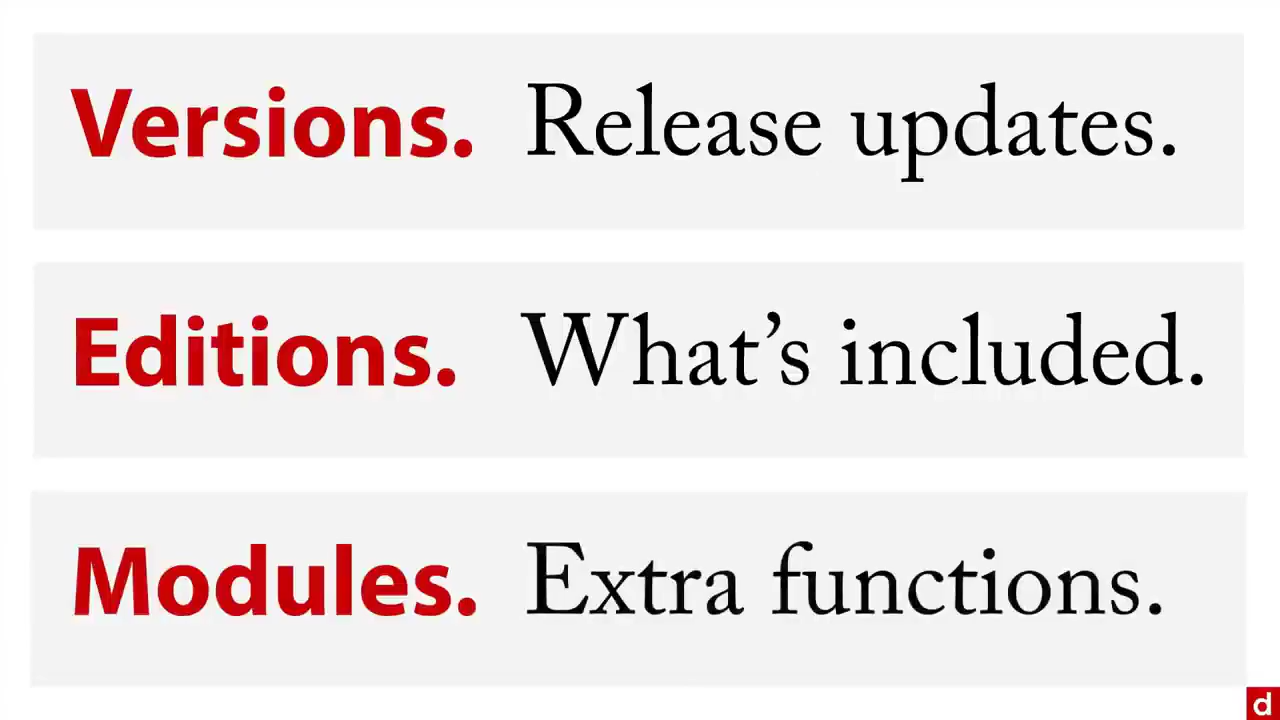 Versions. Release updates.
Editions. What’s included.
Modules. Extra functions.
d